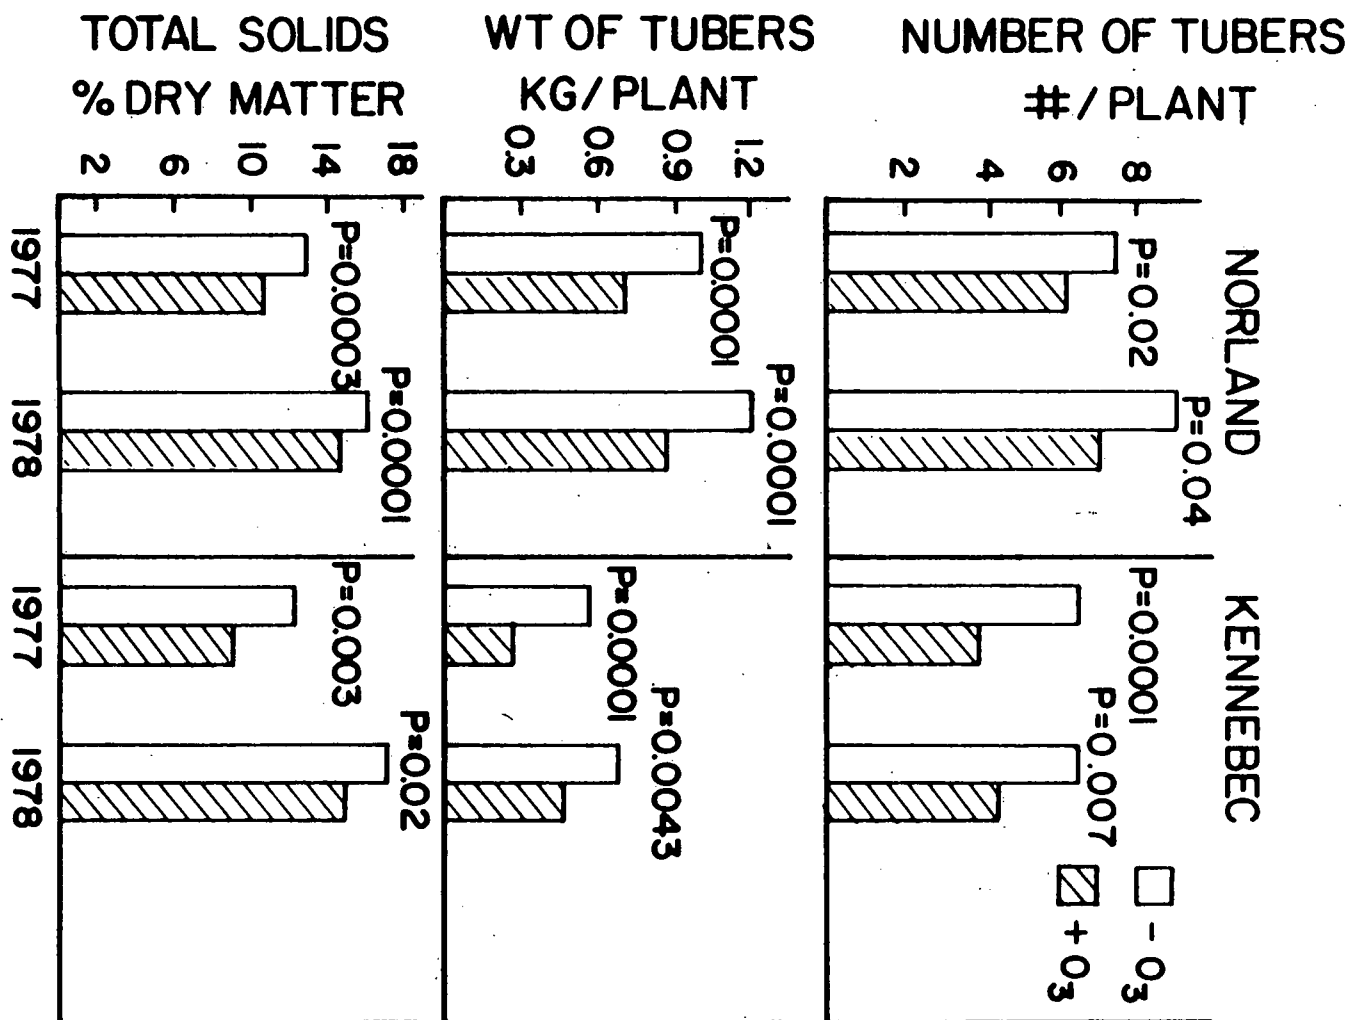 TOTAL SOLIDS
% DRY MATTER
WT OF TUBERS
KG/PLANT
NUMBER OF TUBERS
#/PLANT
2 6 10 14 18
0.3 0.6 0.9 1.2
2 4 6 8
NORLAND
KENNEBEC
P=0.0003
P=0.0001
P=0.003
P=0.02
P=0.0001
P=0.0001
P=0.0001
P=0.0043
P=0.02
P=0.04
P=0.0001
P=0.007
1977
1978
1977
1978
- O3
+ O3